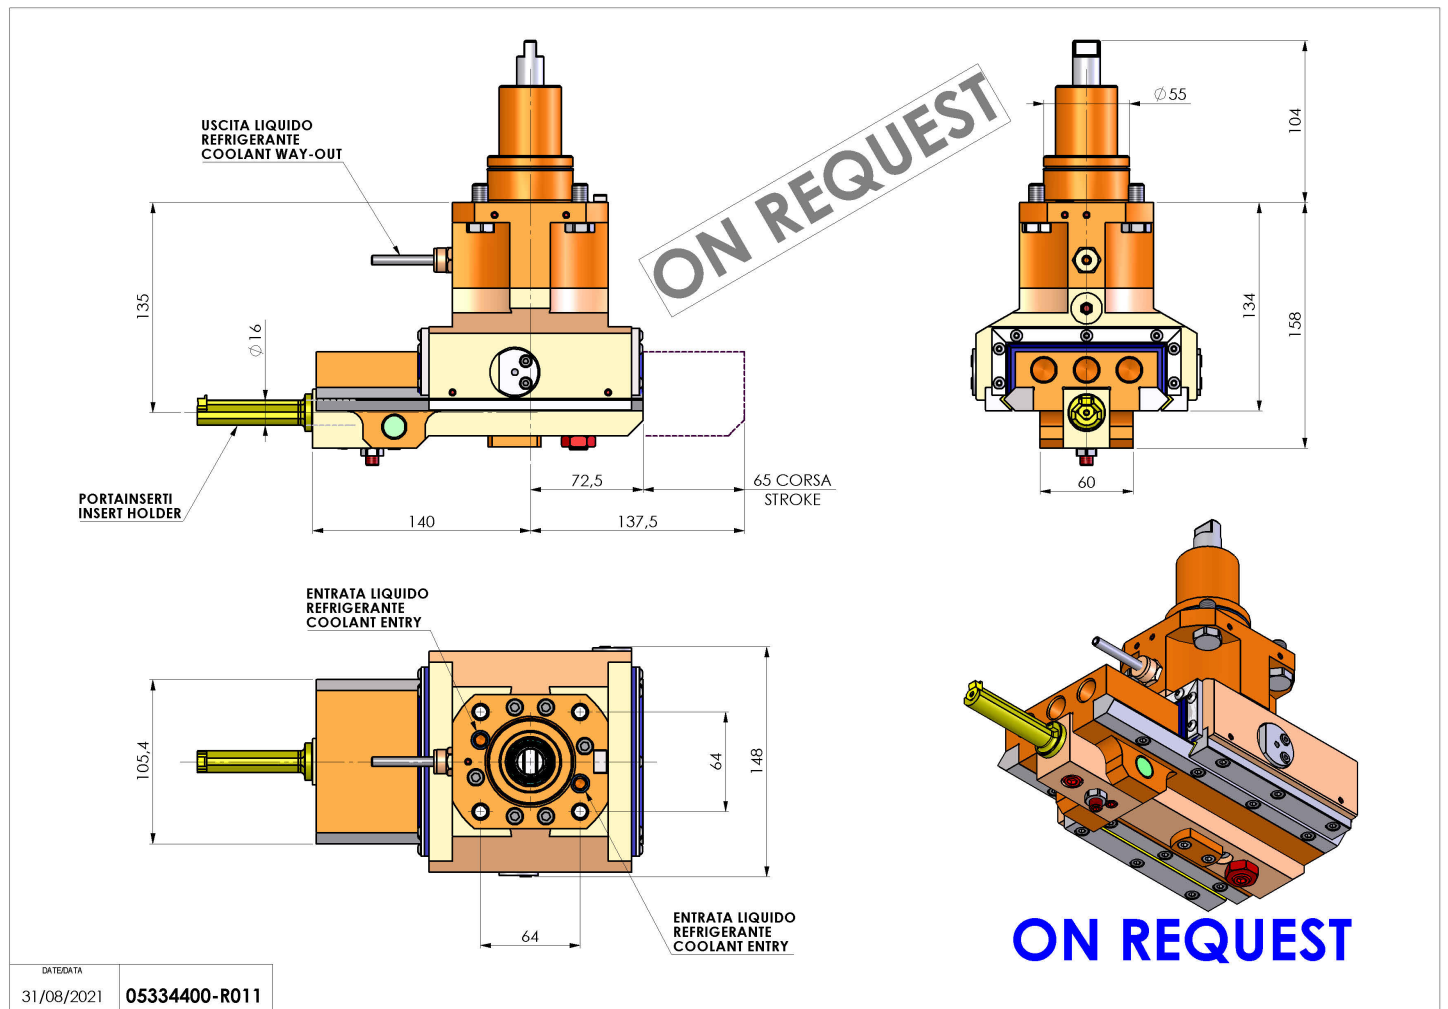 USCITA LIQUIDO
REFRIGERANTE
COOLANT WAY-OUT
ON REQUEST
135
Ø16
PORTAINSERTI
INSERT HOLDER
72,5
65 CORSA
STROKE
140
137,5
Ø55
104
134
158
60
ENTRATA LIQUIDO
REFRIGERANTE
COOLANT ENTRY
105,4
64
148
64
ENTRATA LIQUIDO
REFRIGERANTE
COOLANT ENTRY
ON REQUEST
DATE/DATA
31/08/2021
05334400-R011